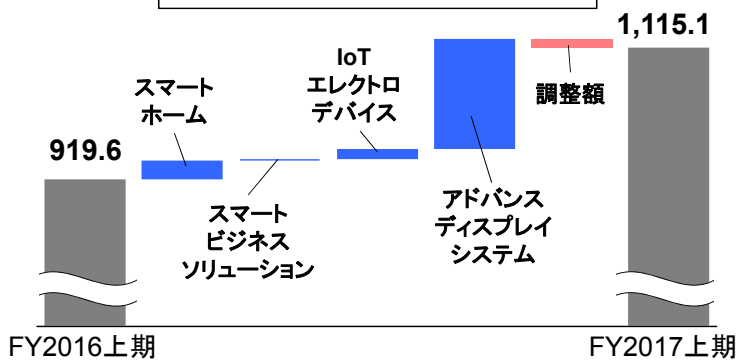 919.6
スマート
ホーム
スマート
ビジネス
ソリューション
IoT
エレクトロ
デバイス
アドバンス
ディスプレイ
システム
調整額
1,115.1
FY2016上期
FY2017上期